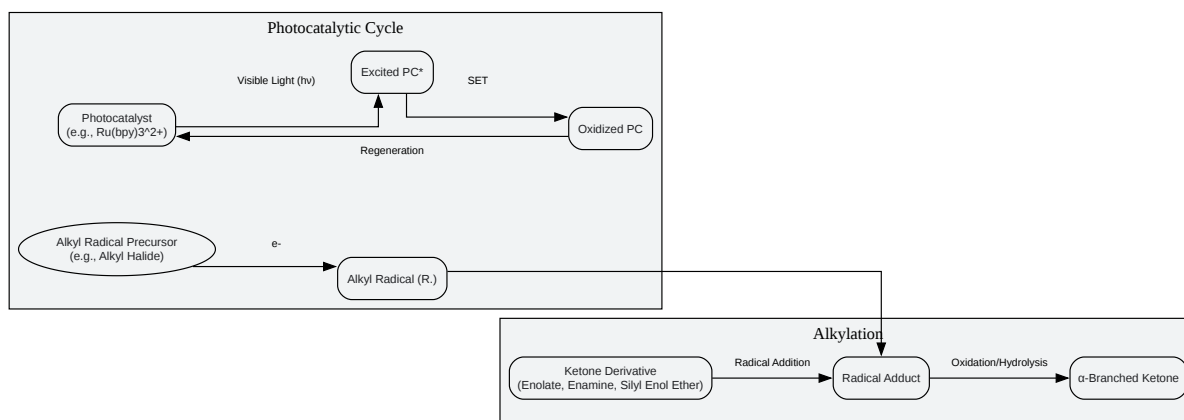 Photocatalytic Cycle
Excited PC*
Visible Light (hν)
SET
Photocatalyst
(e.g., Ru(bpy)3^2+)
Oxidized PC
Regeneration
Alkyl Radical Precursor
(e.g., Alkyl Halide)
e-
Alkyl Radical (R.)
Alkylation
Ketone Derivative
(Enolate, Enamine, Silyl Enol Ether)
Radical Addition
Radical Adduct
Oxidation/Hydrolysis
α-Branched Ketone